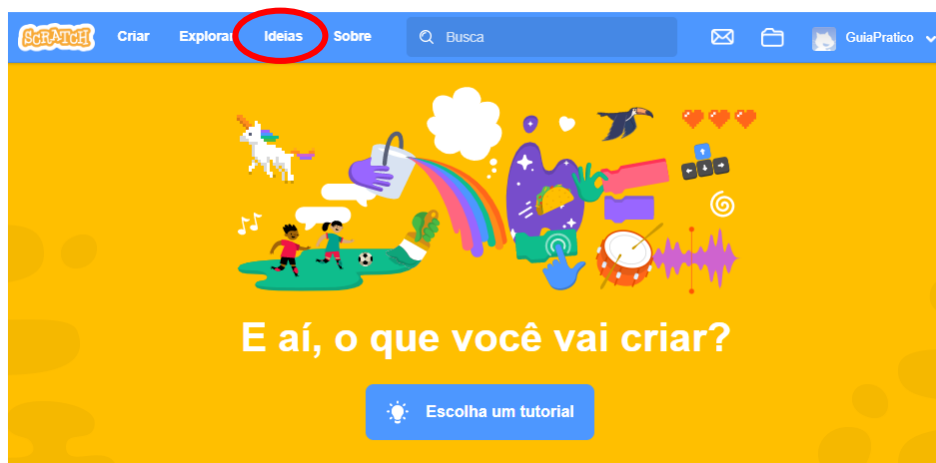 SCRATCH Criar Explorar Ideias Sobre Busca GuiaPratico
E aí, o que você vai criar?
Escolha um tutorial